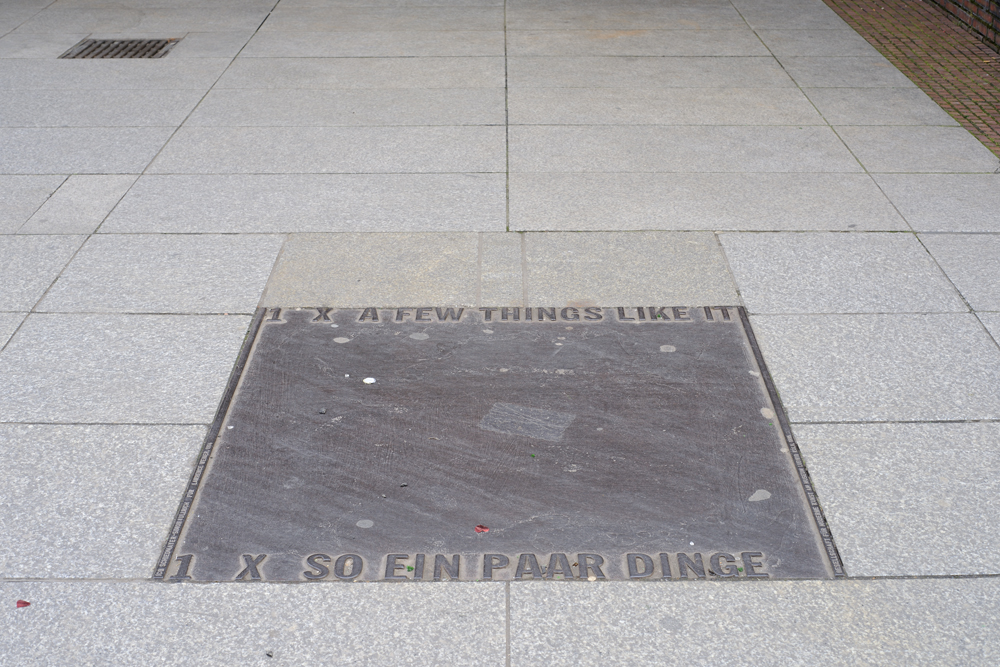 1 X A FEW THINGS LIKE IT
1 X SO EIN PAAR DINGE